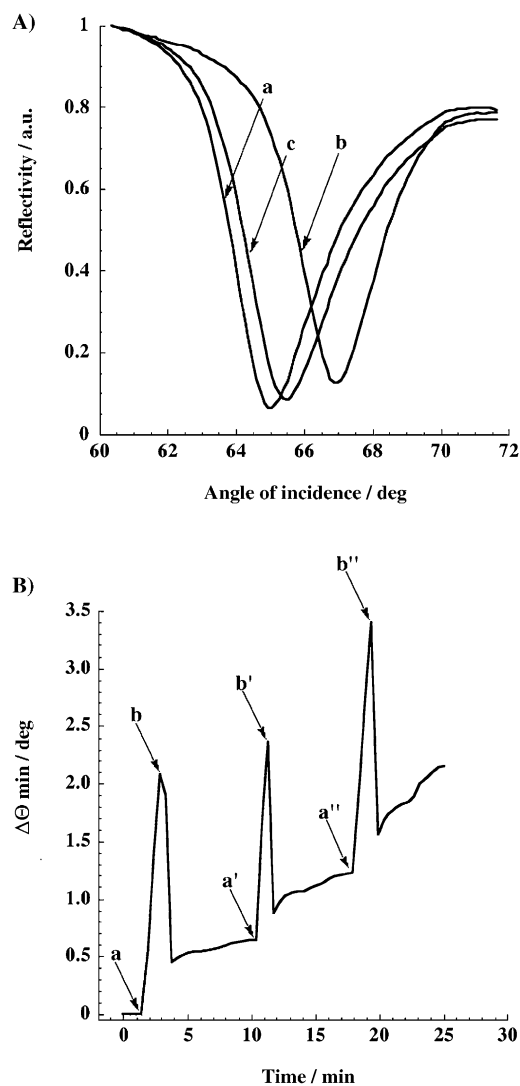 A)
1
0.8
0.6
0.4
0.2
0
Reflectivity / a.u.
a
c
b
60 62 64 66 68 70 72
Angle of incidence / deg
B)
3.5
3.0
2.5
2.0
1.5
1.0
0.5
0
ΔΘ min / deg
b''
b'
b
a''
a'
a
0 5 10 15 20 25 30
Time / min